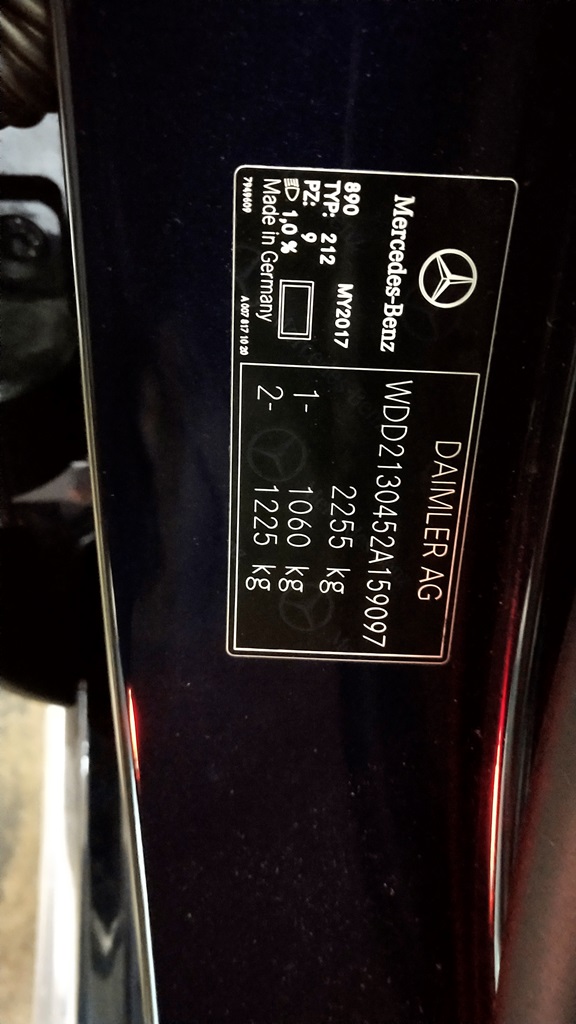 Mercedes-Benz
890 MY2017
TYP: 212
PZ: 9
1,0 %
Made in Germany
7949609 A 007 817 10 20
DAIMLER AG
WDD2130452A159097
2255 kg
1- 1060 kg
2- 1225 kg